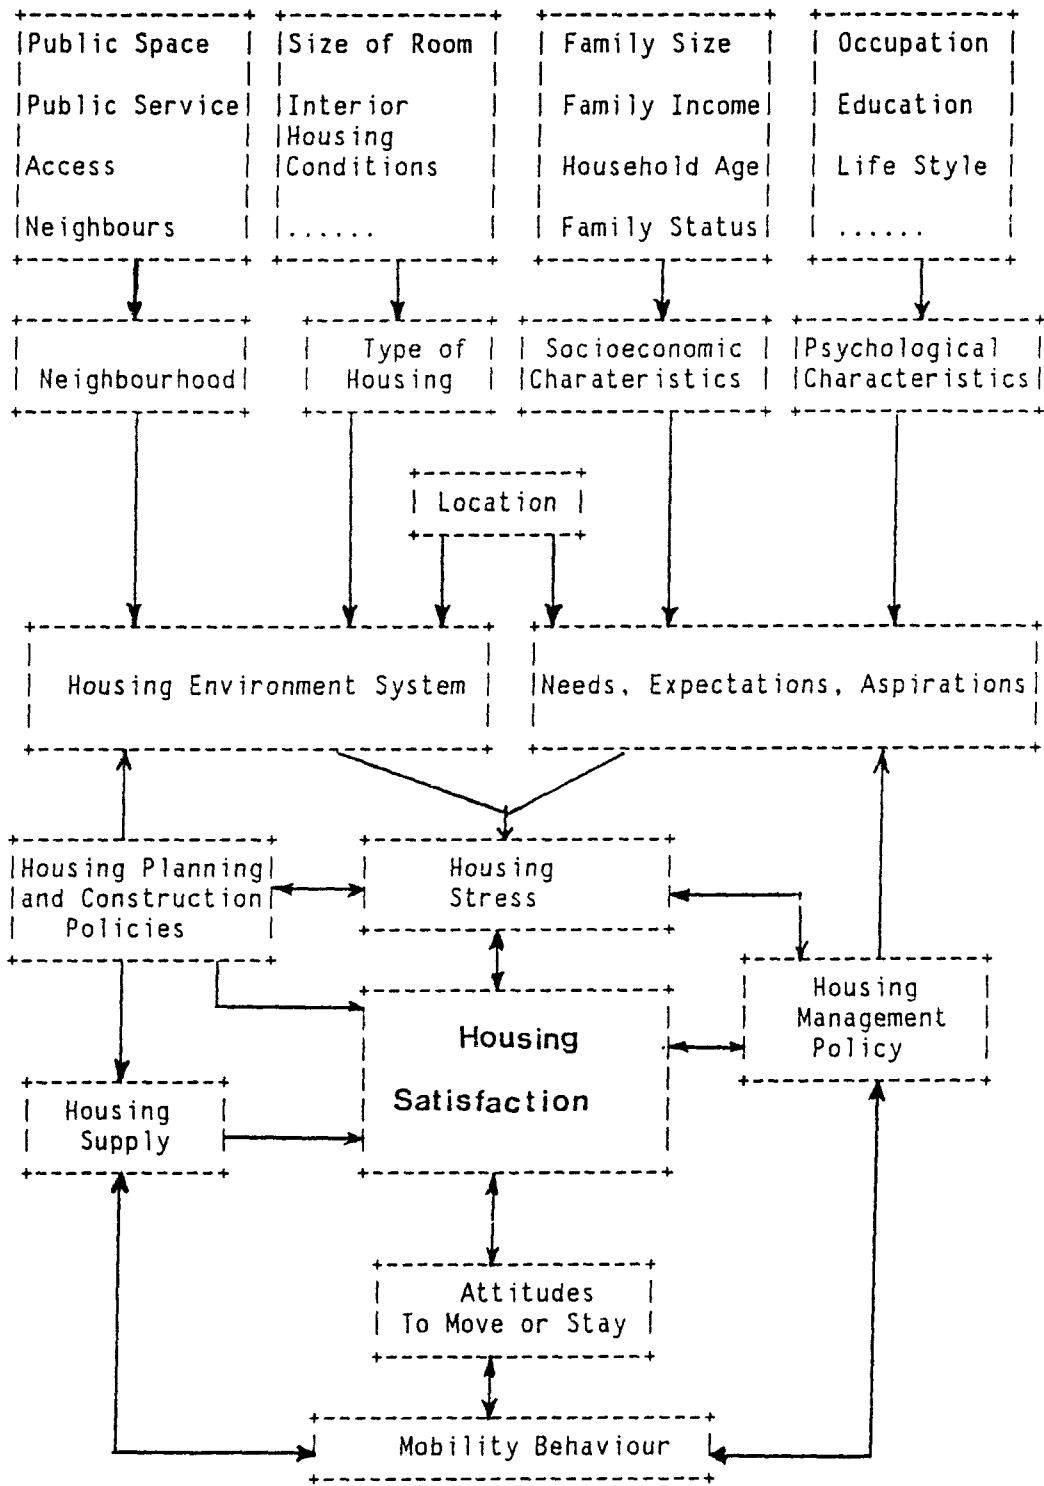 Public Space
Public Service
Access
Neighbours
Size of Room
Interior
Housing
Conditions
......
Family Size
Family Income
Household Age
Family Status
Occupation
Education
Life Style
......
Neighbourhood
Type of
Housing
Socioeconomic
Charateristics
Psychological
Characteristics
Location
Housing Environment System
Needs, Expectations, Aspirations
Housing Planning
and Construction
Policies
Housing
Stress
Housing
Management
Policy
Housing
Satisfaction
Housing
Supply
Attitudes
To Move or Stay
Mobility Behaviour